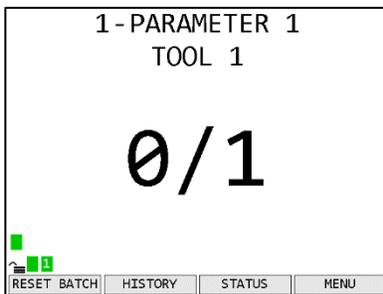 1-PARAMETER 1
TOOL 1
0/1
1
RESET BATCH HISTORY STATUS MENU